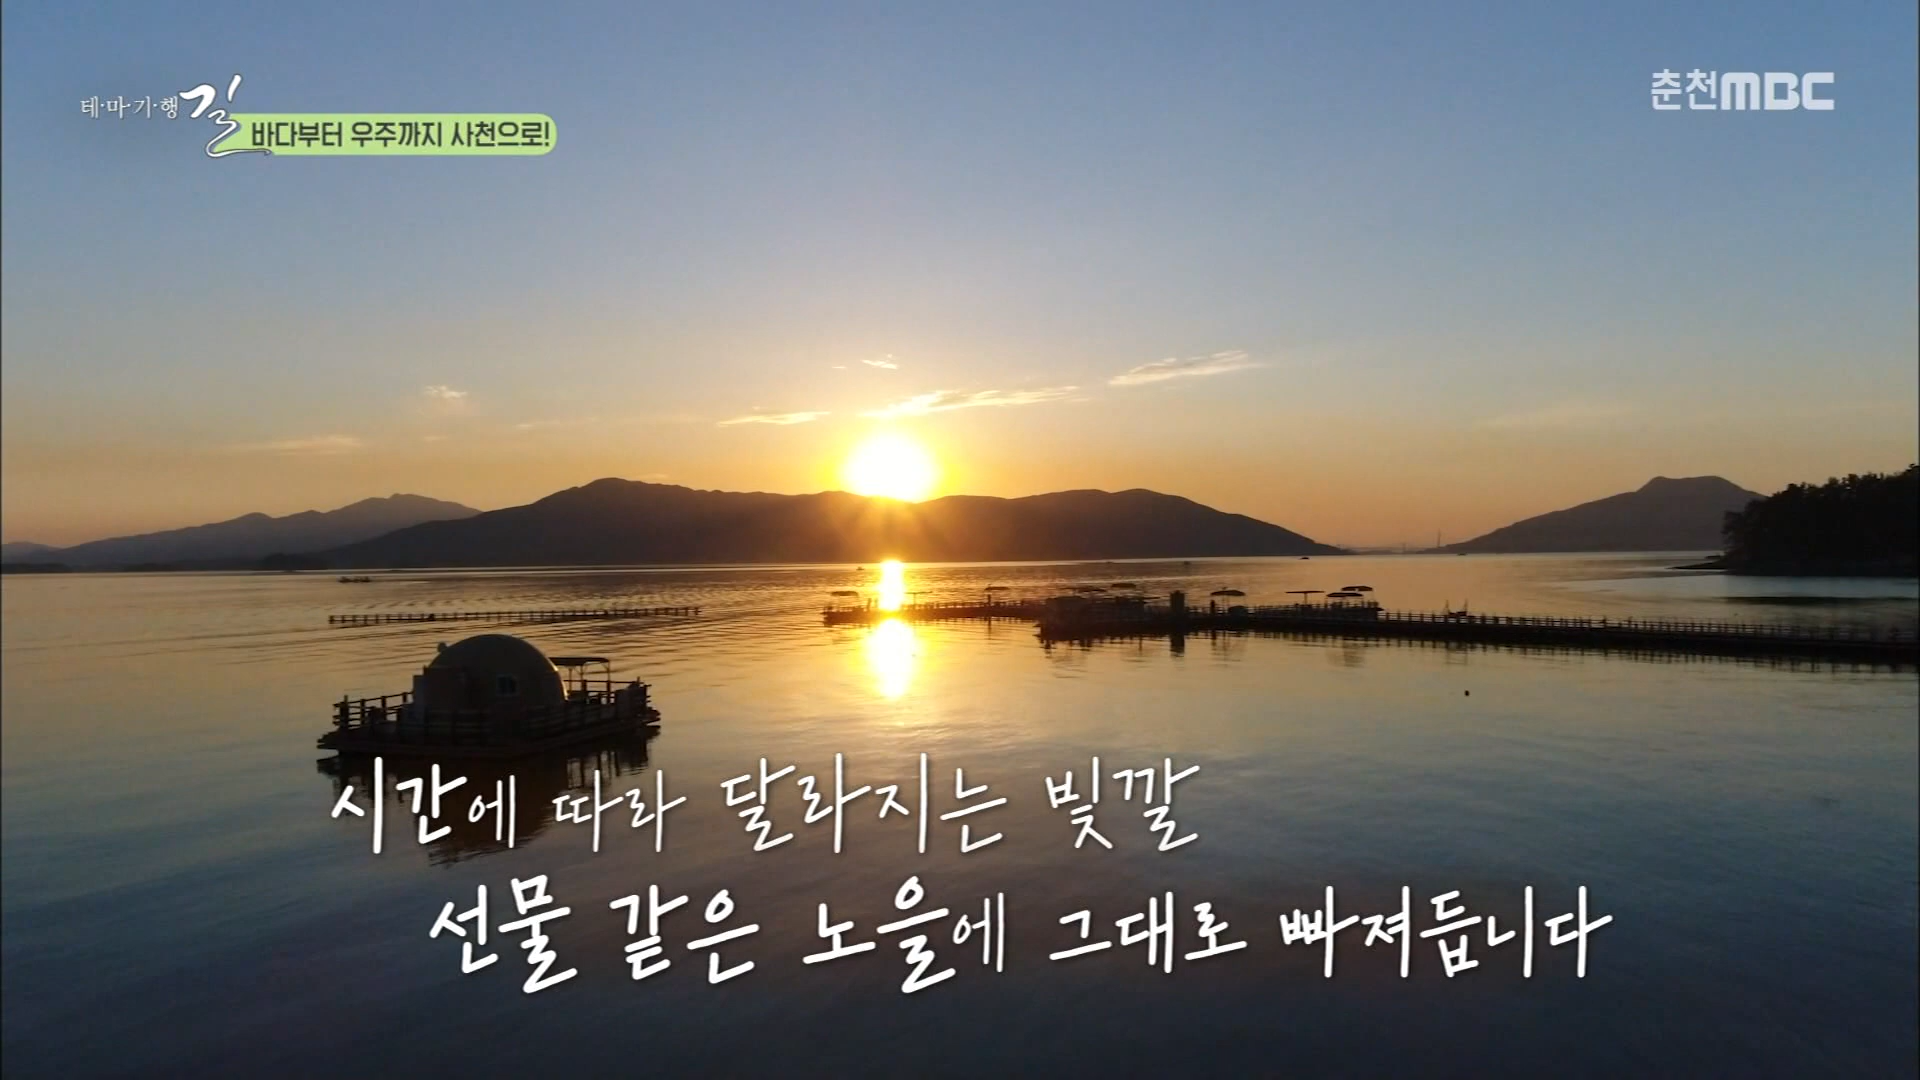 테·마·기·행 길
바다부터 우주까지 사천으로!
춘천MBC
시간에 따라 달라지는 빛깔
선물 같은 노을에 그대로 빠져듭니다